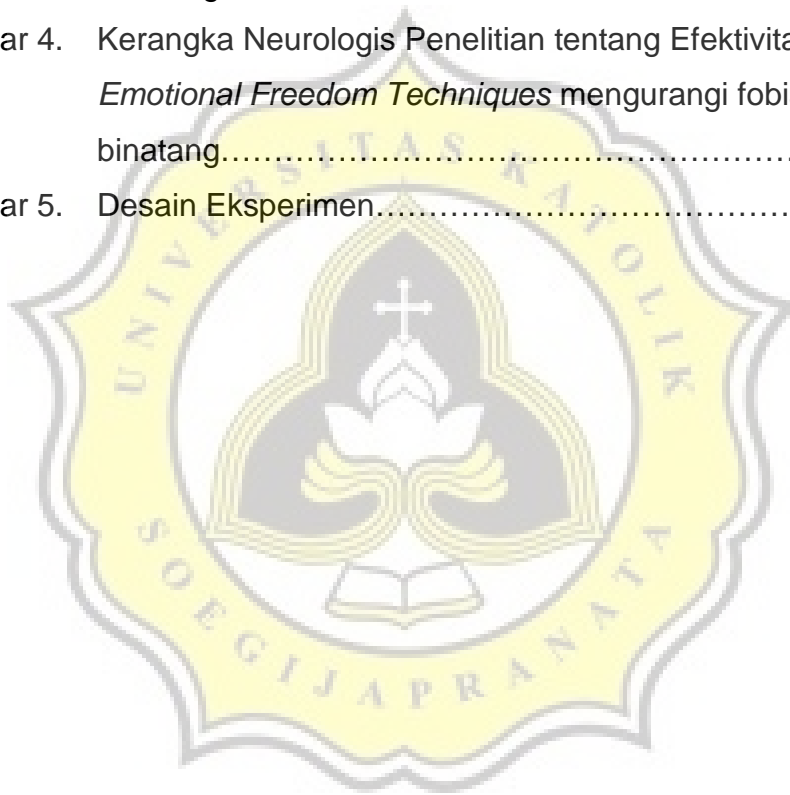 ar 4. Kerangka Neurologis Penelitian tentang Efektivita
Emotional Freedom Techniques mengurangi fobi
binatang……………………………………………………
ar 5. Desain Eksperimen……………………………………
UNIVERSITAS KATOLIK
SOEGIJAPRANATA